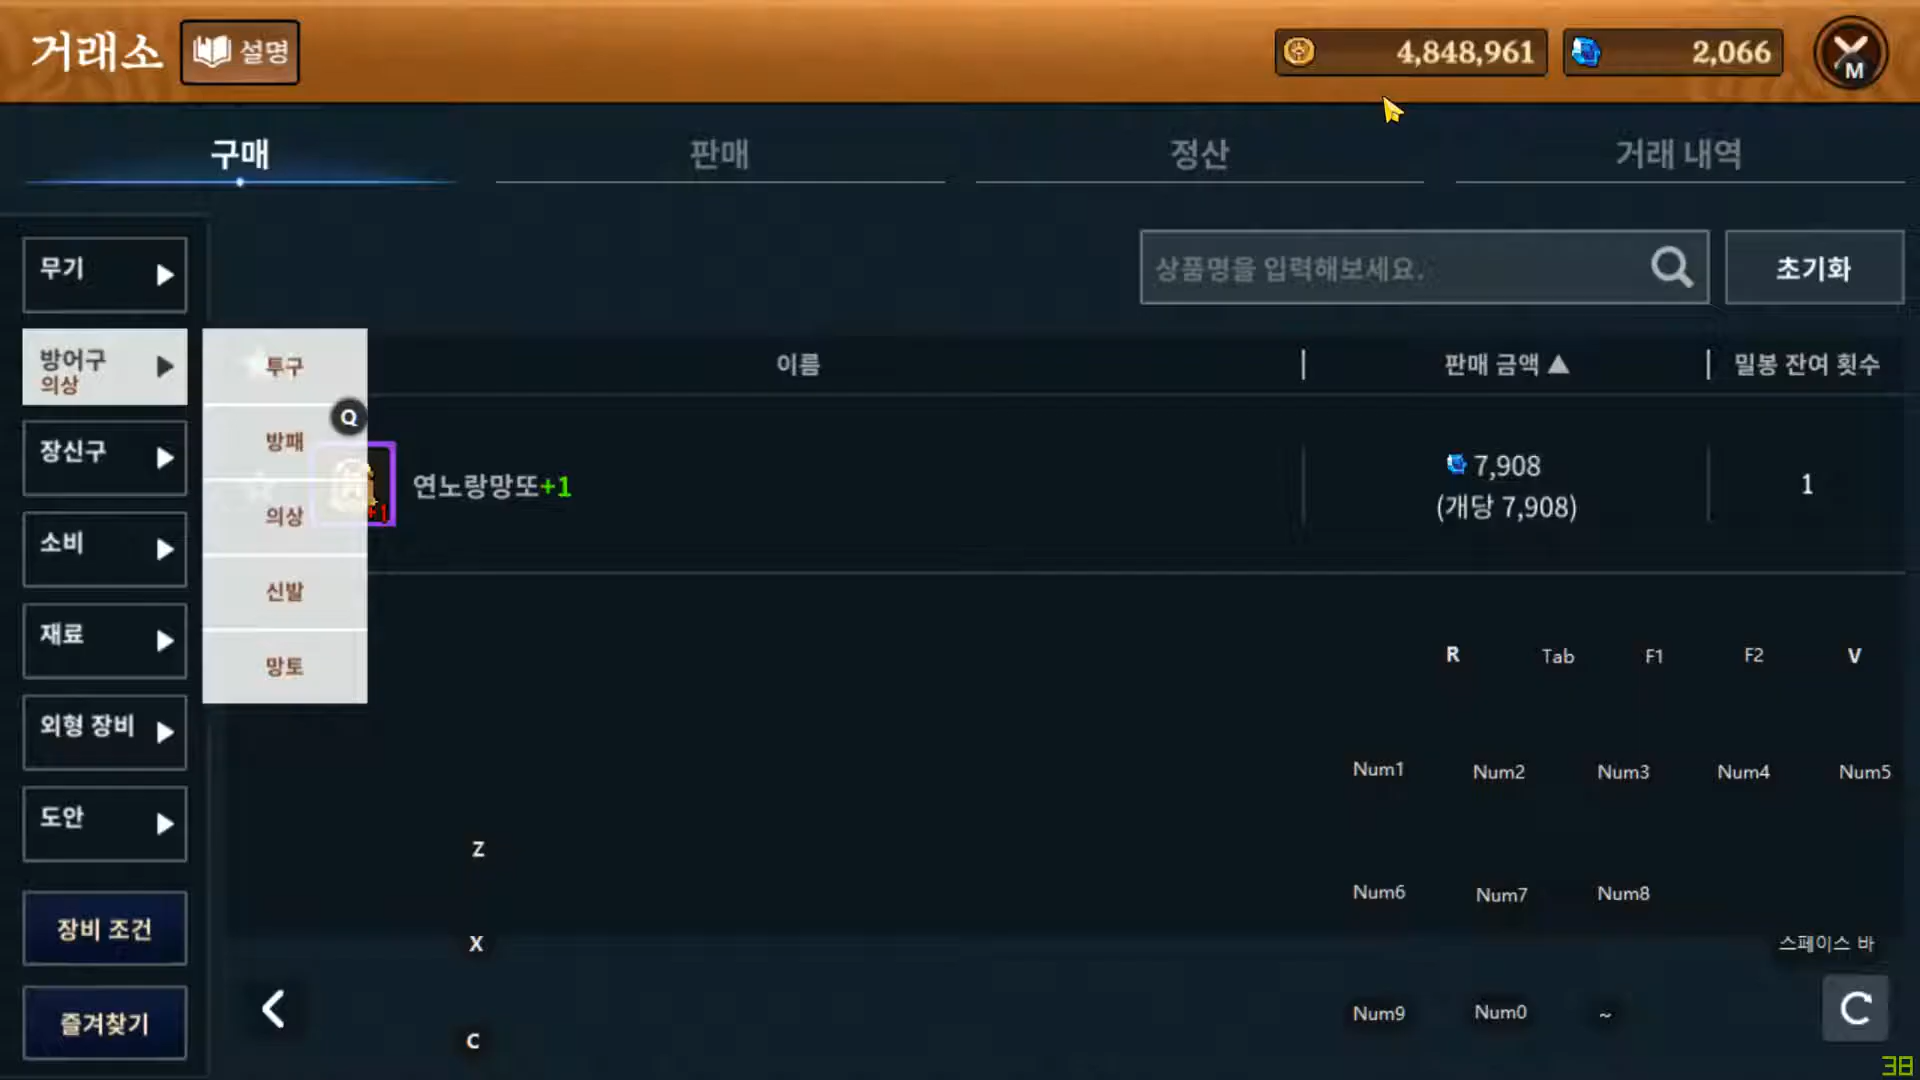 거래소
설명
4,848,961
2,066
M
구매
판매
정산
거래 내역
상품명을 입력해보세요.
초기화
무기
방어구
의상
장신구
소비
재료
외형 장비
도안
장비 조건
즐겨찾기
투구
방패
의상
신발
망토
Q
이름
판매 금액 ▲
밀봉 잔여 횟수
+1
연노랑망또+1
7,908
(개당 7,908)
1
R
Tab
F1
F2
V
Num1
Num2
Num3
Num4
Num5
Z
Num6
Num7
Num8
X
스페이스 바
Num9
Num0
~
C
38